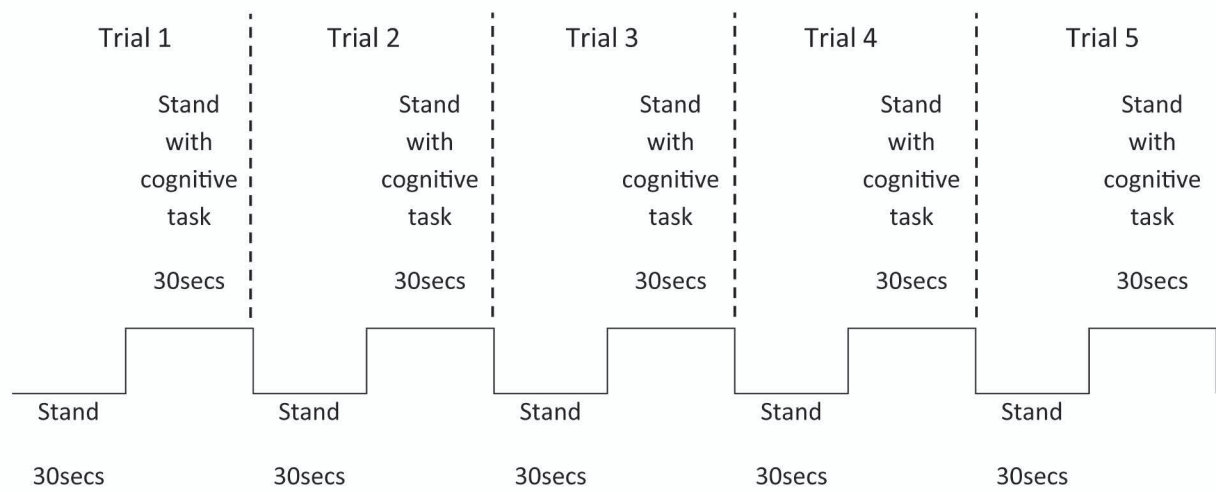 Trial 1 Trial 2 Trial 3 Trial 4 Trial 5
Stand Stand Stand Stand Stand
with with with with with
cognitive cognitive cognitive cognitive cognitive
task task task task task
30secs 30secs 30secs 30secs 30secs
Stand Stand Stand Stand Stand
30secs 30secs 30secs 30secs 30secs